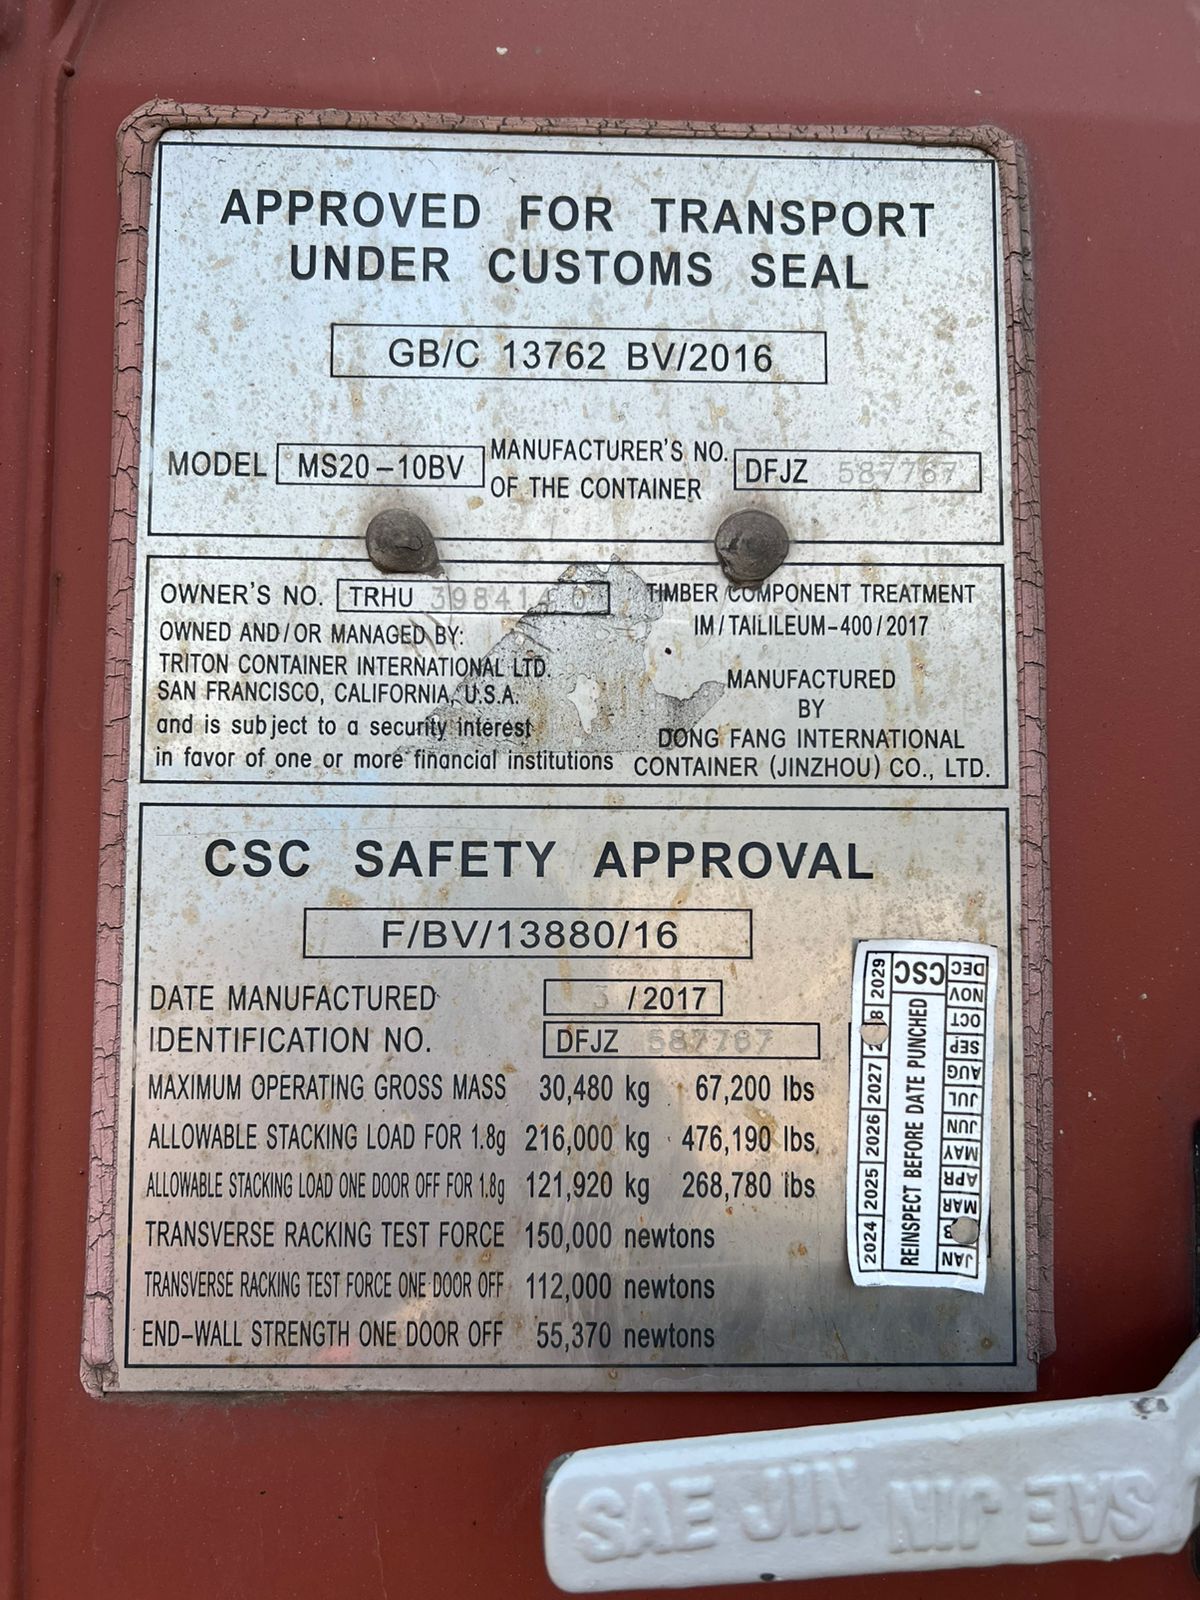 APPROVED FOR TRANSPORT
UNDER CUSTOMS SEAL
GB/C 13762 BV/2016
MODEL MS20-10BV
MANUFACTURER'S NO.
OF THE CONTAINER
DFJZ 587767
OWNER'S NO. TRHU 398414 0
OWNED AND/OR MANAGED BY:
TRITON CONTAINER INTERNATIONAL LTD.
SAN FRANCISCO, CALIFORNIA, U.S.A.
and is subject to a security interest
in favor of one or more financial institutions
TIMBER COMPONENT TREATMENT
IM/TAILILEUM-400/2017
MANUFACTURED
BY
DONG FANG INTERNATIONAL
CONTAINER (JINZHOU) CO., LTD.
CSC SAFETY APPROVAL
F/BV/13880/16
DATE MANUFACTURED 3 /2017
IDENTIFICATION NO. DFJZ 587767
MAXIMUM OPERATING GROSS MASS 30,480 kg 67,200 lbs
ALLOWABLE STACKING LOAD FOR 1.8g 216,000 kg 476,190 lbs
ALLOWABLE STACKING LOAD ONE DOOR OFF FOR 1.8g 121,920 kg 268,780 lbs
TRANSVERSE RACKING TEST FORCE 150,000 newtons
TRANSVERSE RACKING TEST FORCE ONE DOOR OFF 112,000 newtons
END-WALL STRENGTH ONE DOOR OFF 55,370 newtons
2024 2025 2026 2027 2029
REINSPECT BEFORE DATE PUNCHED
CSC
JAN MAR APR MAY JUN JUL AUG SEP OCT NOV DEC
SAE JIN SAE JIN